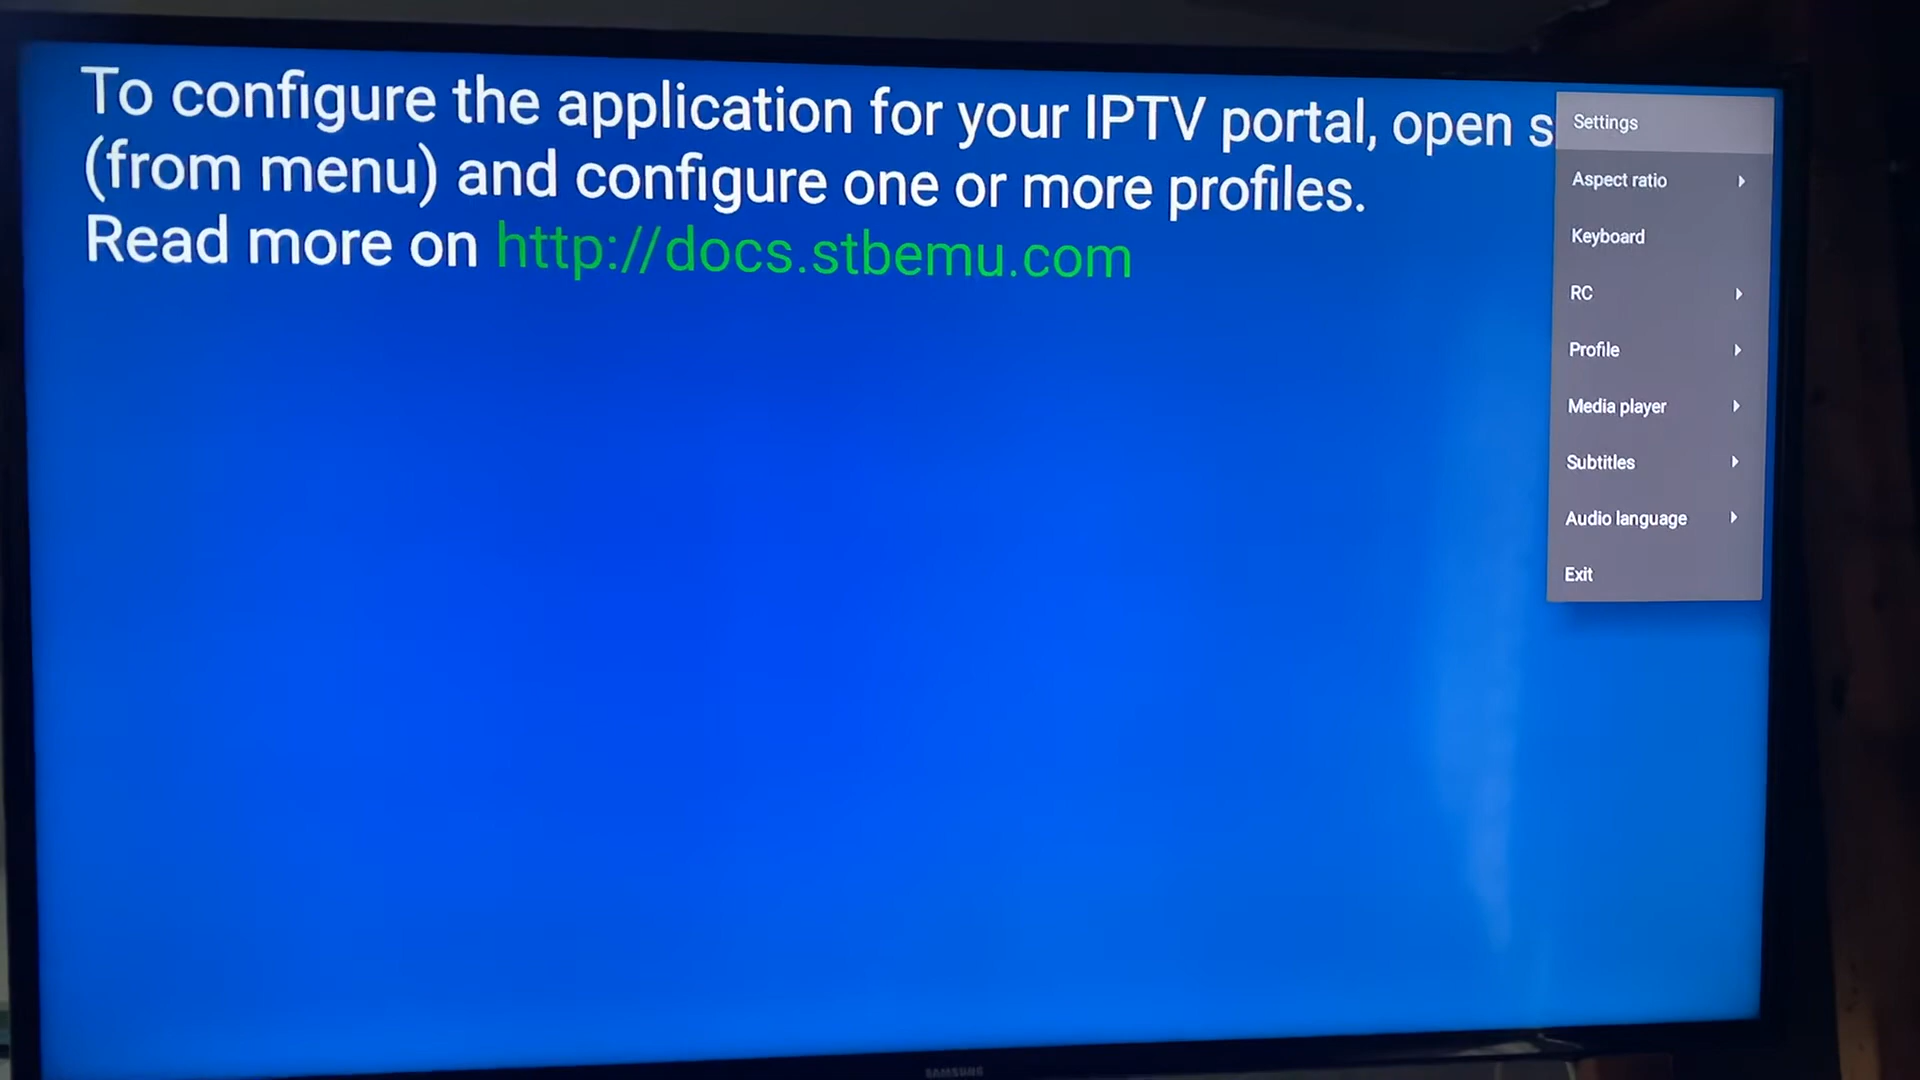 To configure the application for your IPTV portal, open s
(from menu) and configure one or more profiles.
Read more on http://docs.stbemu.com
Settings
Aspect ratio
Keyboard
RC
Profile
Media player
Subtitles
Audio language
Exit
SAMSUNG